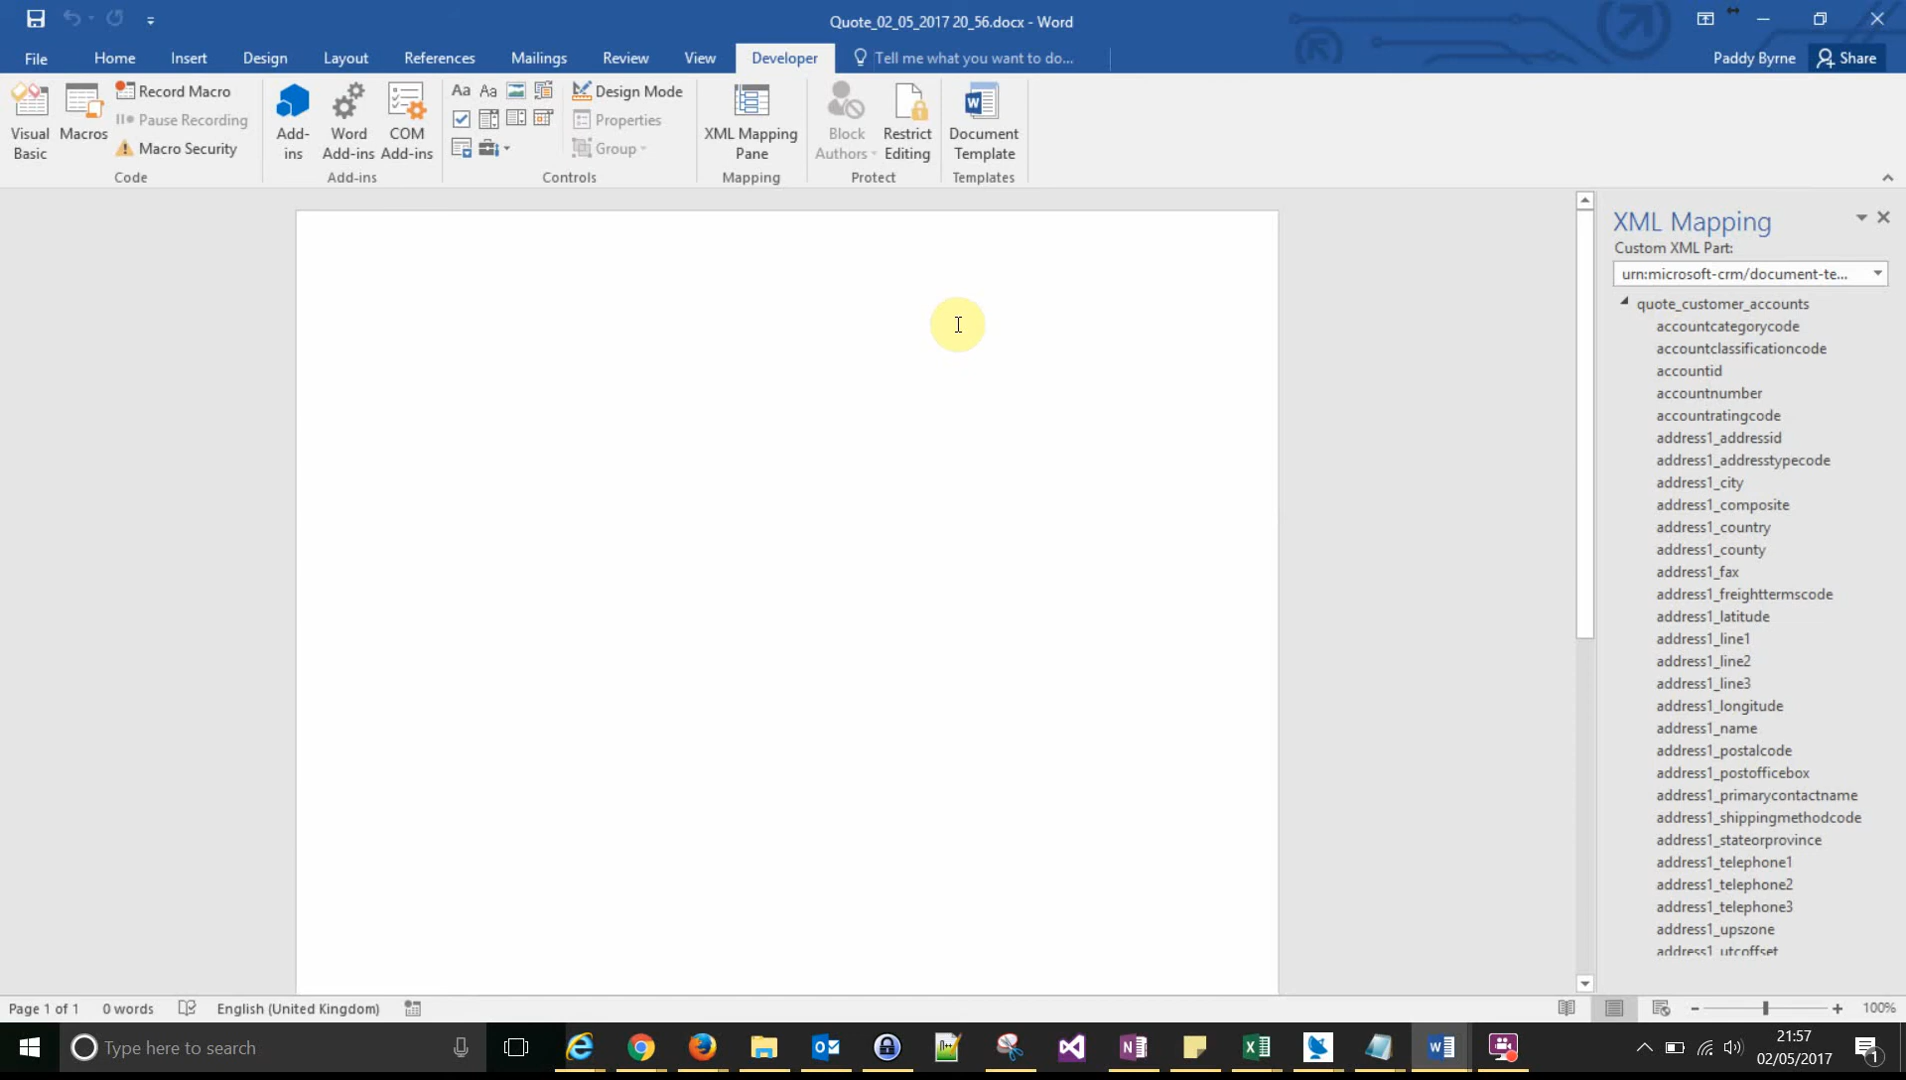 Quote_02_05_2017 20_56.docx - Word
File Home Insert Design Layout References Mailings Review View Developer Tell me what you want to do... Paddy Byrne Share
Visual Basic
Macros
Record Macro
Pause Recording
Macro Security
Code
Add-ins
Word Add-ins
COM Add-ins
Add-ins
Aa Aa
Design Mode
Properties
Group
Controls
XML Mapping Pane
Mapping
Block Authors
Restrict Editing
Protect
Document Template
Templates
XML Mapping
Custom XML Part:
urn:microsoft-crm/document-te...
quote_customer_accounts
accountcategorycode
accountclassificationcode
accountid
accountnumber
accountratingcode
address1_addressid
address1_addresstypecode
address1_city
address1_composite
address1_country
address1_county
address1_fax
address1_freighttermscode
address1_latitude
address1_line1
address1_line2
address1_line3
address1_longitude
address1_name
address1_postalcode
address1_postofficebox
address1_primarycontactname
address1_shippingmethodcode
address1_stateorprovince
address1_telephone1
address1_telephone2
address1_telephone3
address1_upszone
address1_utcoffset
Page 1 of 1 0 words English (United Kingdom) 100%
Type here to search
21:57
02/05/2017
1